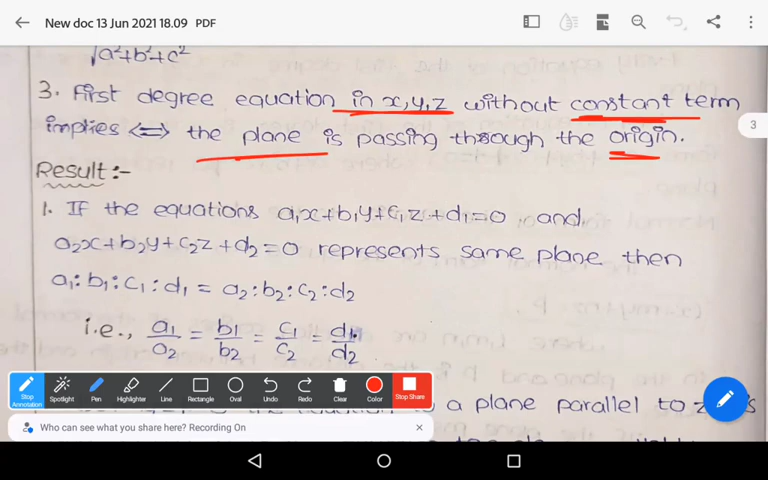 New doc 13 Jun 2021 18.09 PDF
√a²+b²+c²
3. First degree equation in x,y,z without constant term
implies <=> the plane is passing through the origin.
3
Result:-
1. If the equations a₁x+b₁y+c₁z+d₁=0 and
a₂x+b₂y+c₂z+d₂=0 represents same plane then
a₁:b₁:c₁:d₁ = a₂:b₂:c₂:d₂
i.e., a₁/a₂ = b₁/b₂ = c₁/c₂ = d₁/d₂
Stop Annotation Spotlight Pen Highlighter Line Rectangle Oval Undo Redo Clear Color Stop Share
a plane parallel to
Who can see what you share here? Recording On